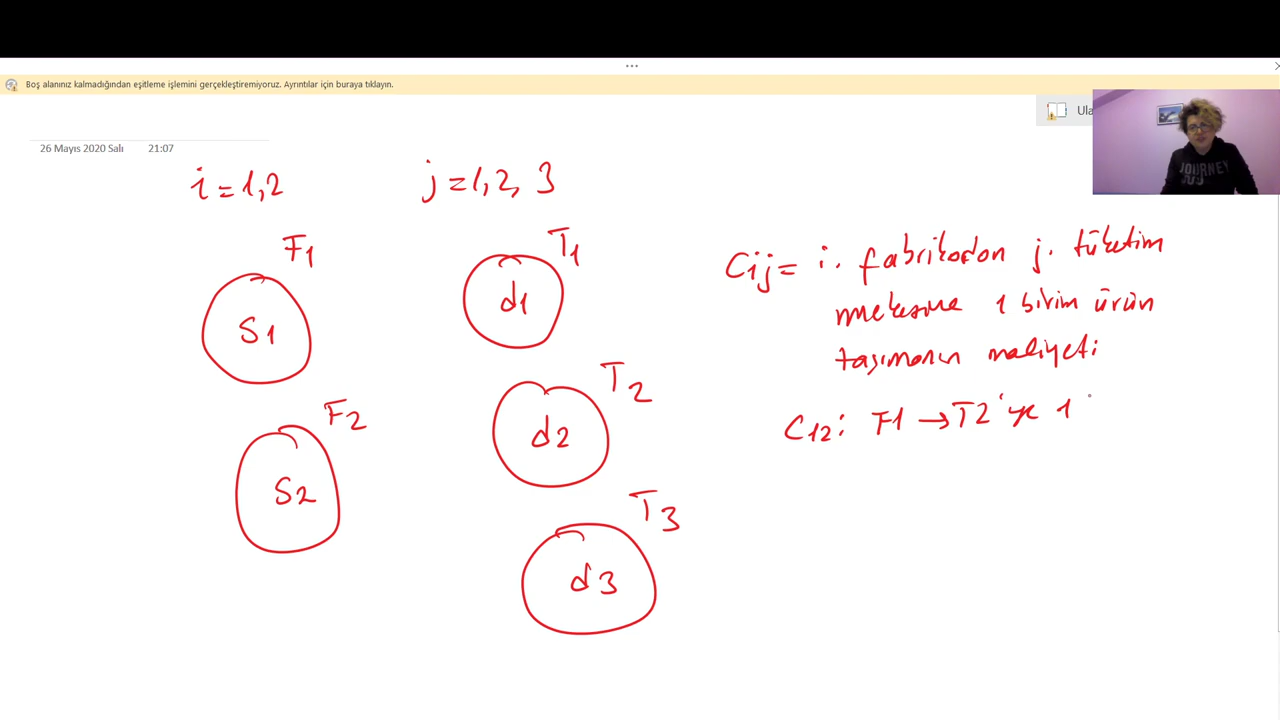 Boş alanınız kalmadığından eşitleme işlemini gerçekleştiremiyoruz. Ayrıntılar için buraya tıklayın.
Ula
26 Mayıs 2020 Salı 21:07
JOURNEY
i = 1,2
j = 1,2, 3
F1
T1
Cij = i. fabrikadan j. tüketim
S1
d1
merkezine 1 birim ürün
taşımanın maliyeti
T2
F2
C12: F1 → T2'ye 1
d2
S2
T3
d3